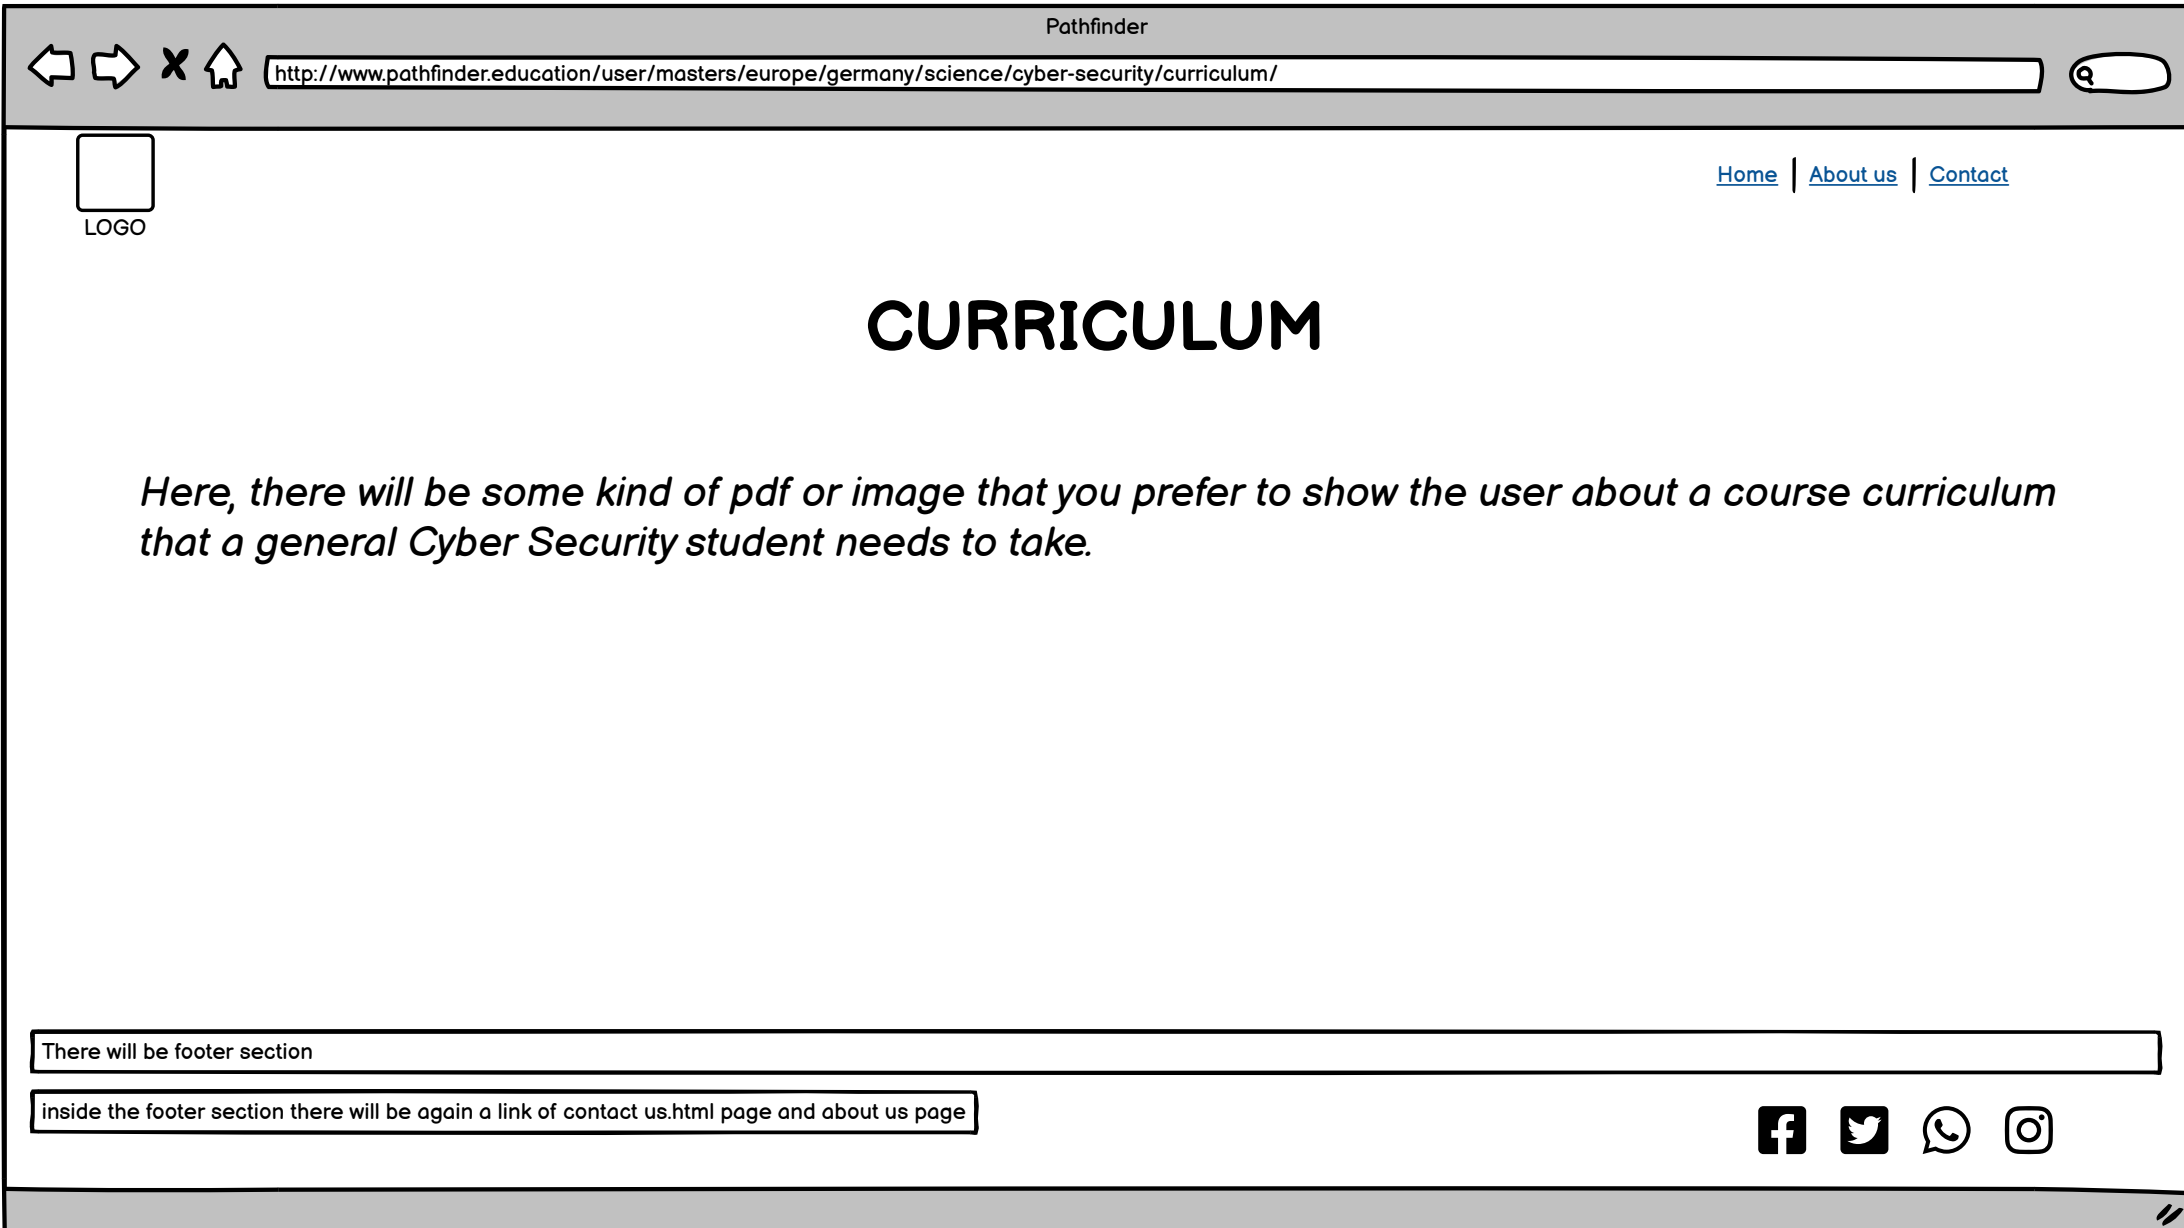 Pathfinder
http://www.pathfinder.education/user/masters/europe/germany/science/cyber-security/curriculum/
Home
About us
Contact
LOGO
CURRICULUM
Here, there will be some kind of pdf or image that you prefer to show the user about a course curriculum
that a general Cyber Security student needs to take.
There will be footer section
inside the footer section there will be again a link of contact us.html page and about us page